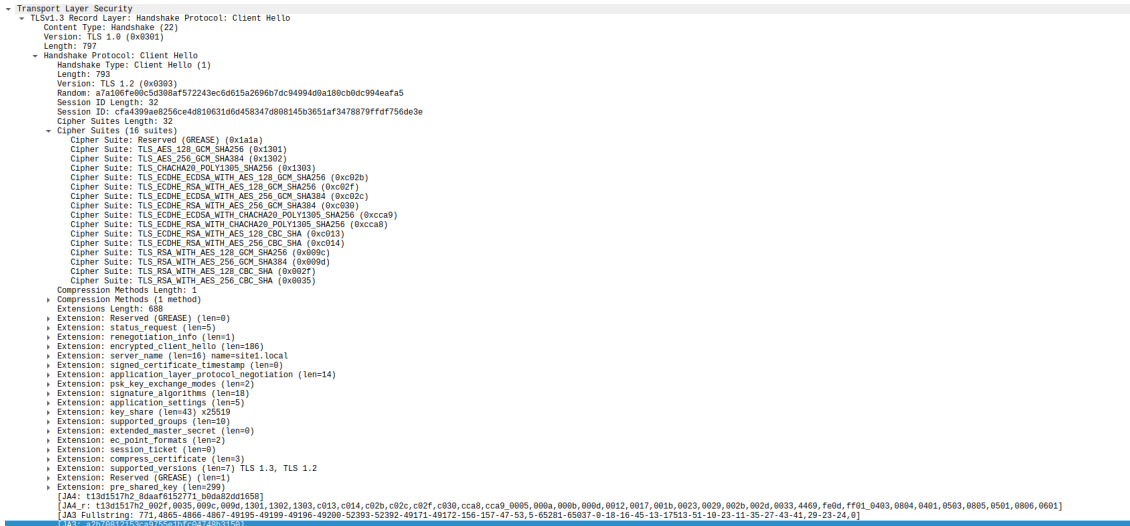 Transport Layer Security
TLSv1.3 Record Layer: Handshake Protocol: Client Hello
Content Type: Handshake (22)
Version: TLS 1.0 (0x0301)
Length: 797
Handshake Protocol: Client Hello
Handshake Type: Client Hello (1)
Length: 793
Version: TLS 1.2 (0x0303)
Random: a7a106fe00c5d308af572243ec6d615a2696b7dc94994d0a180cb0dc994eafa5
Session ID Length: 32
Session ID: cfa4399ae8256ce4d810631d6d458347d808145b3651af3478879ffdf756de3e
Cipher Suites Length: 32
Cipher Suites (16 suites)
Cipher Suite: Reserved (GREASE) (0x1a1a)
Cipher Suite: TLS_AES_128_GCM_SHA256 (0x1301)
Cipher Suite: TLS_AES_256_GCM_SHA384 (0x1302)
Cipher Suite: TLS_CHACHA20_POLY1305_SHA256 (0x1303)
Cipher Suite: TLS_ECDHE_ECDSA_WITH_AES_128_GCM_SHA256 (0xc02b)
Cipher Suite: TLS_ECDHE_RSA_WITH_AES_128_GCM_SHA256 (0xc02f)
Cipher Suite: TLS_ECDHE_ECDSA_WITH_AES_256_GCM_SHA384 (0xc02c)
Cipher Suite: TLS_ECDHE_RSA_WITH_AES_256_GCM_SHA384 (0xc030)
Cipher Suite: TLS_ECDHE_ECDSA_WITH_CHACHA20_POLY1305_SHA256 (0xcca9)
Cipher Suite: TLS_ECDHE_RSA_WITH_CHACHA20_POLY1305_SHA256 (0xcca8)
Cipher Suite: TLS_ECDHE_RSA_WITH_AES_128_CBC_SHA (0xc013)
Cipher Suite: TLS_ECDHE_RSA_WITH_AES_256_CBC_SHA (0xc014)
Cipher Suite: TLS_RSA_WITH_AES_128_GCM_SHA256 (0x009c)
Cipher Suite: TLS_RSA_WITH_AES_256_GCM_SHA384 (0x009d)
Cipher Suite: TLS_RSA_WITH_AES_128_CBC_SHA (0x002f)
Cipher Suite: TLS_RSA_WITH_AES_256_CBC_SHA (0x0035)
Compression Methods Length: 1
Compression Methods (1 method)
Extensions Length: 688
Extension: Reserved (GREASE) (len=0)
Extension: status_request (len=5)
Extension: renegotiation_info (len=1)
Extension: encrypted_client_hello (len=186)
Extension: server_name (len=16) name=site1.local
Extension: signed_certificate_timestamp (len=0)
Extension: application_layer_protocol_negotiation (len=14)
Extension: psk_key_exchange_modes (len=2)
Extension: signature_algorithms (len=18)
Extension: application_settings (len=5)
Extension: key_share (len=43) x25519
Extension: supported_groups (len=10)
Extension: extended_master_secret (len=0)
Extension: ec_point_formats (len=2)
Extension: session_ticket (len=0)
Extension: compress_certificate (len=3)
Extension: supported_versions (len=7) TLS 1.3, TLS 1.2
Extension: Reserved (GREASE) (len=1)
Extension: pre_shared_key (len=299)
[JA4: t13d1517h2_8daaf6152771_b0da82dd1658]
[JA4_r: t13d1517h2_002f,0035,009c,009d,1301,1302,1303,c013,c014,c02b,c02c,c02f,c030,cca8,cca9_0005,000a,000b,000d,0012,0017,001b,0023,0029,002b,002d,0033,4469,fe0d,ff01_0403,0804,0401,0503,0805,0501,0806,0601]
[JA3 Fullstring: 771,4865-4866-4867-49195-49199-49196-49200-52393-52392-49171-49172-156-157-47-53,5-65281-65037-0-18-16-45-13-17513-51-10-23-11-35-27-43-41,29-23-24,0]
[JA3: a2b70812153ca9755e1bfc04748b3150]